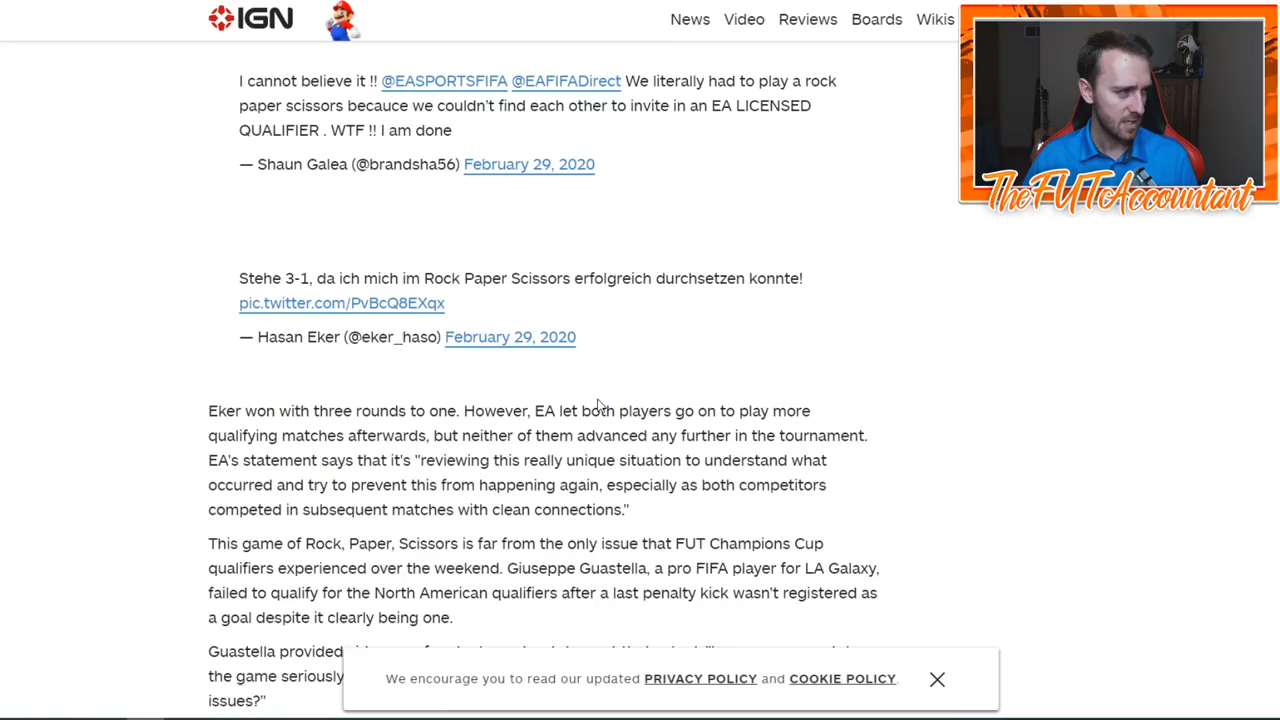 IGN
News Video Reviews Boards Wikis
I cannot believe it !! @EASPORTSFIFA @EAFIFADirect We literally had to play a rock
paper scissors becauce we couldn't find each other to invite in an EA LICENSED
QUALIFIER . WTF !! I am done
— Shaun Galea (@brandsha56) February 29, 2020
TheFUTAccountant
Stehe 3-1, da ich mich im Rock Paper Scissors erfolgreich durchsetzen konnte!
pic.twitter.com/PvBcQ8EXqx
— Hasan Eker (@eker_haso) February 29, 2020
Eker won with three rounds to one. However, EA let both players go on to play more
qualifying matches afterwards, but neither of them advanced any further in the tournament.
EA's statement says that it's "reviewing this really unique situation to understand what
occurred and try to prevent this from happening again, especially as both competitors
competed in subsequent matches with clean connections."
This game of Rock, Paper, Scissors is far from the only issue that FUT Champions Cup
qualifiers experienced over the weekend. Giuseppe Guastella, a pro FIFA player for LA Galaxy,
failed to qualify for the North American qualifiers after a last penalty kick wasn't registered as
a goal despite it clearly being one.
Guastella provided
the game seriously
issues?"
We encourage you to read our updated PRIVACY POLICY and COOKIE POLICY.